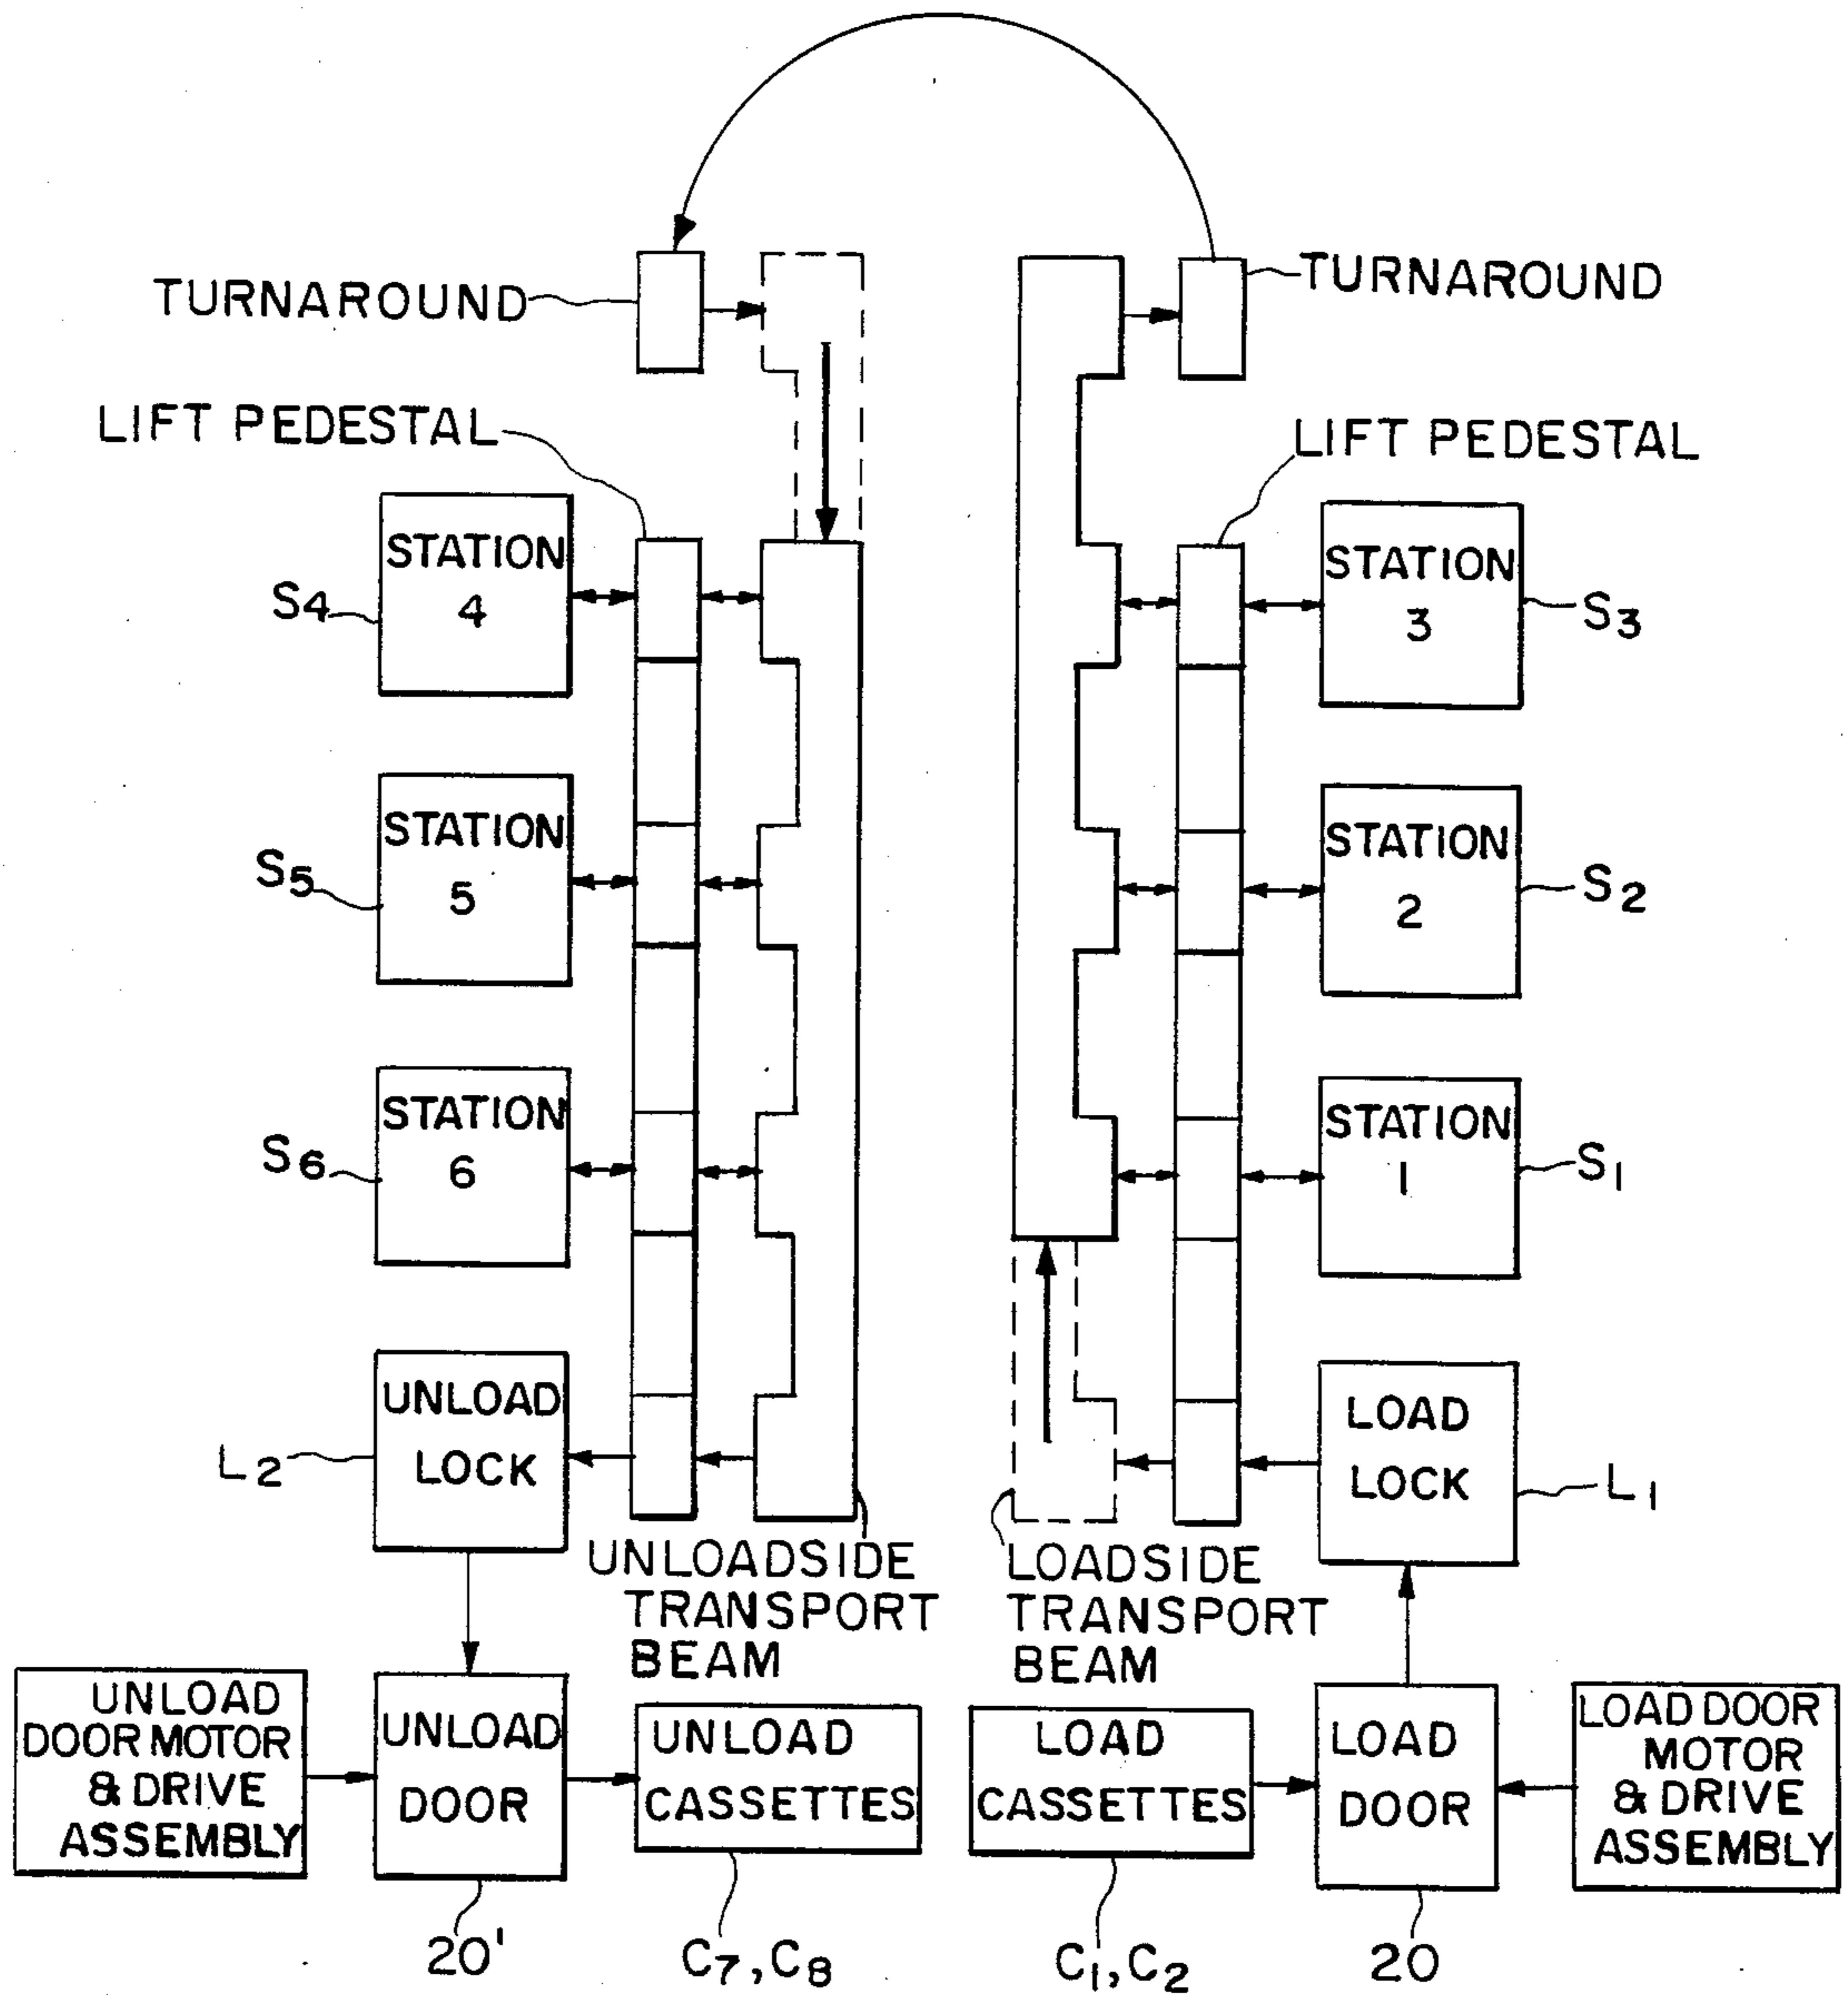 TURNAROUND
TURNAROUND
LIFT PEDESTAL
LIFT PEDESTAL
STATION
4
S4
STATION
3
S3
STATION
5
S5
STATION
2
S2
STATION
6
S6
STATION
1
S1
UNLOAD
LOCK
L2
LOAD
LOCK
L1
UNLOADSIDE
TRANSPORT
BEAM
LOADSIDE
TRANSPORT
BEAM
UNLOAD
DOOR MOTOR
& DRIVE
ASSEMBLY
UNLOAD
DOOR
UNLOAD
CASSETTES
LOAD
CASSETTES
LOAD
DOOR
LOAD DOOR
MOTOR
& DRIVE
ASSEMBLY
20'
C7, C8
C1, C2
20